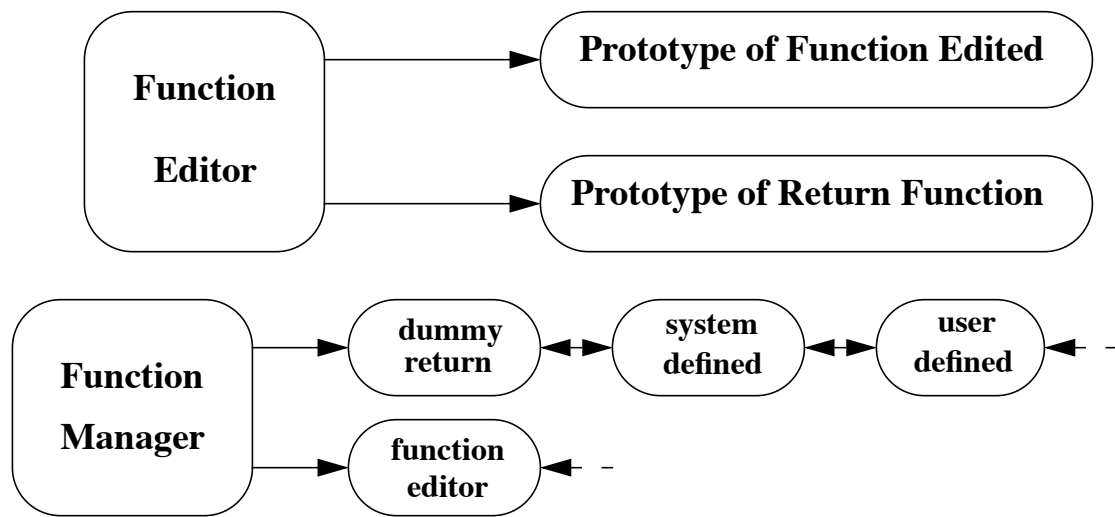 Function
Editor
Prototype of Function Edited
Prototype of Return Function
Function
Manager
dummy
return
system
defined
user
defined
function
editor